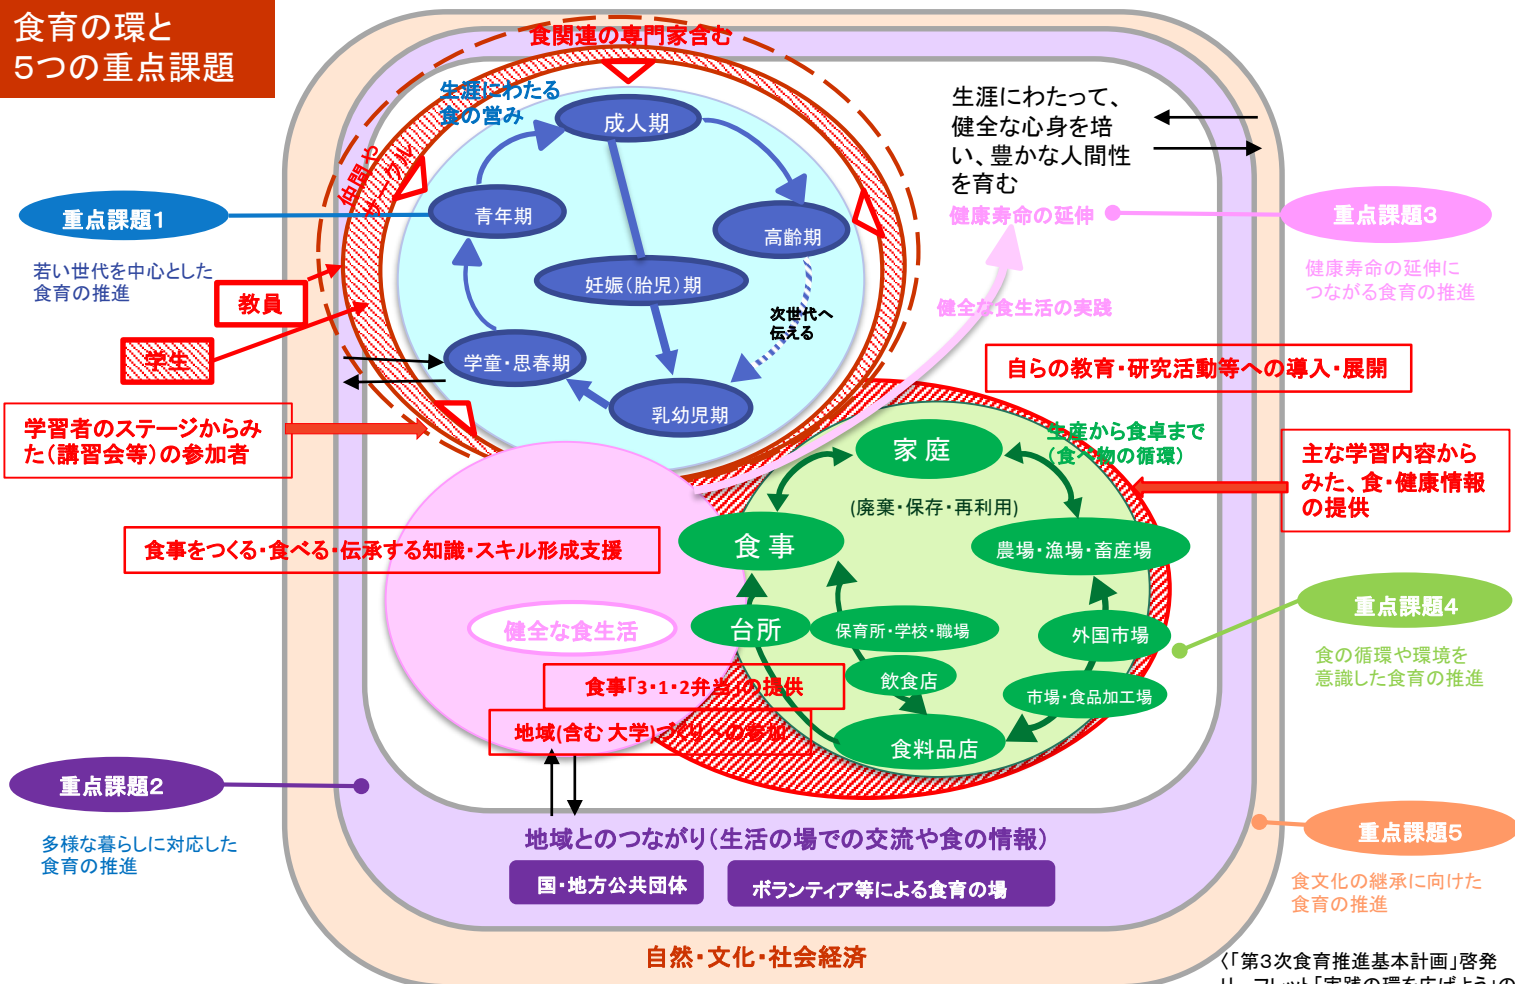 食育の環と
5つの重点課題
食関連の専門家含む
生涯にわたる
食の営み
仲間や
サークル
成人期
青年期
高齢期
妊娠(胎児)期
次世代へ
伝える
学童・思春期
乳幼児期
生涯にわたって、
健全な心身を培
い、豊かな人間性
を育む
健康寿命の延伸
健全な食生活の実践
重点課題1
若い世代を中心とした
食育の推進
教員
学生
学習者のステージからみ
た(講習会等)の参加者
重点課題3
健康寿命の延伸に
つながる食育の推進
自らの教育・研究活動等への導入・展開
主な学習内容から
みた、食・健康情報
の提供
生産から食卓まで
(食べ物の循環)
家庭
(廃棄・保存・再利用)
食事
農場・漁場・畜産場
食事をつくる・食べる・伝承する知識・スキル形成支援
健全な食生活
台所
保育所・学校・職場
外国市場
飲食店
市場・食品加工場
食料品店
食事「3・1・2弁当」の提供
地域(含む 大学)づくりへの参加
重点課題4
食の循環や環境を
意識した食育の推進
重点課題2
多様な暮らしに対応した
食育の推進
地域とのつながり(生活の場での交流や食の情報)
国・地方公共団体
ボランティア等による食育の場
重点課題5
食文化の継承に向けた
食育の推進
自然・文化・社会経済
〈「第3次食育推進基本計画」啓発
リーフレット「実践の環を広げよう」の